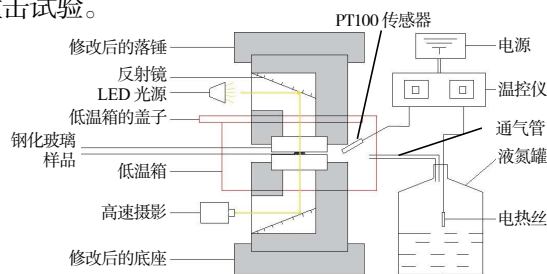 击试验。
PT100 传感器
修改后的落锤
反射镜
LED 光源
低温箱的盖子
钢化玻璃
样品
低温箱
高速摄影
修改后的底座
电源
温控仪
通气管
液氮罐
电热丝